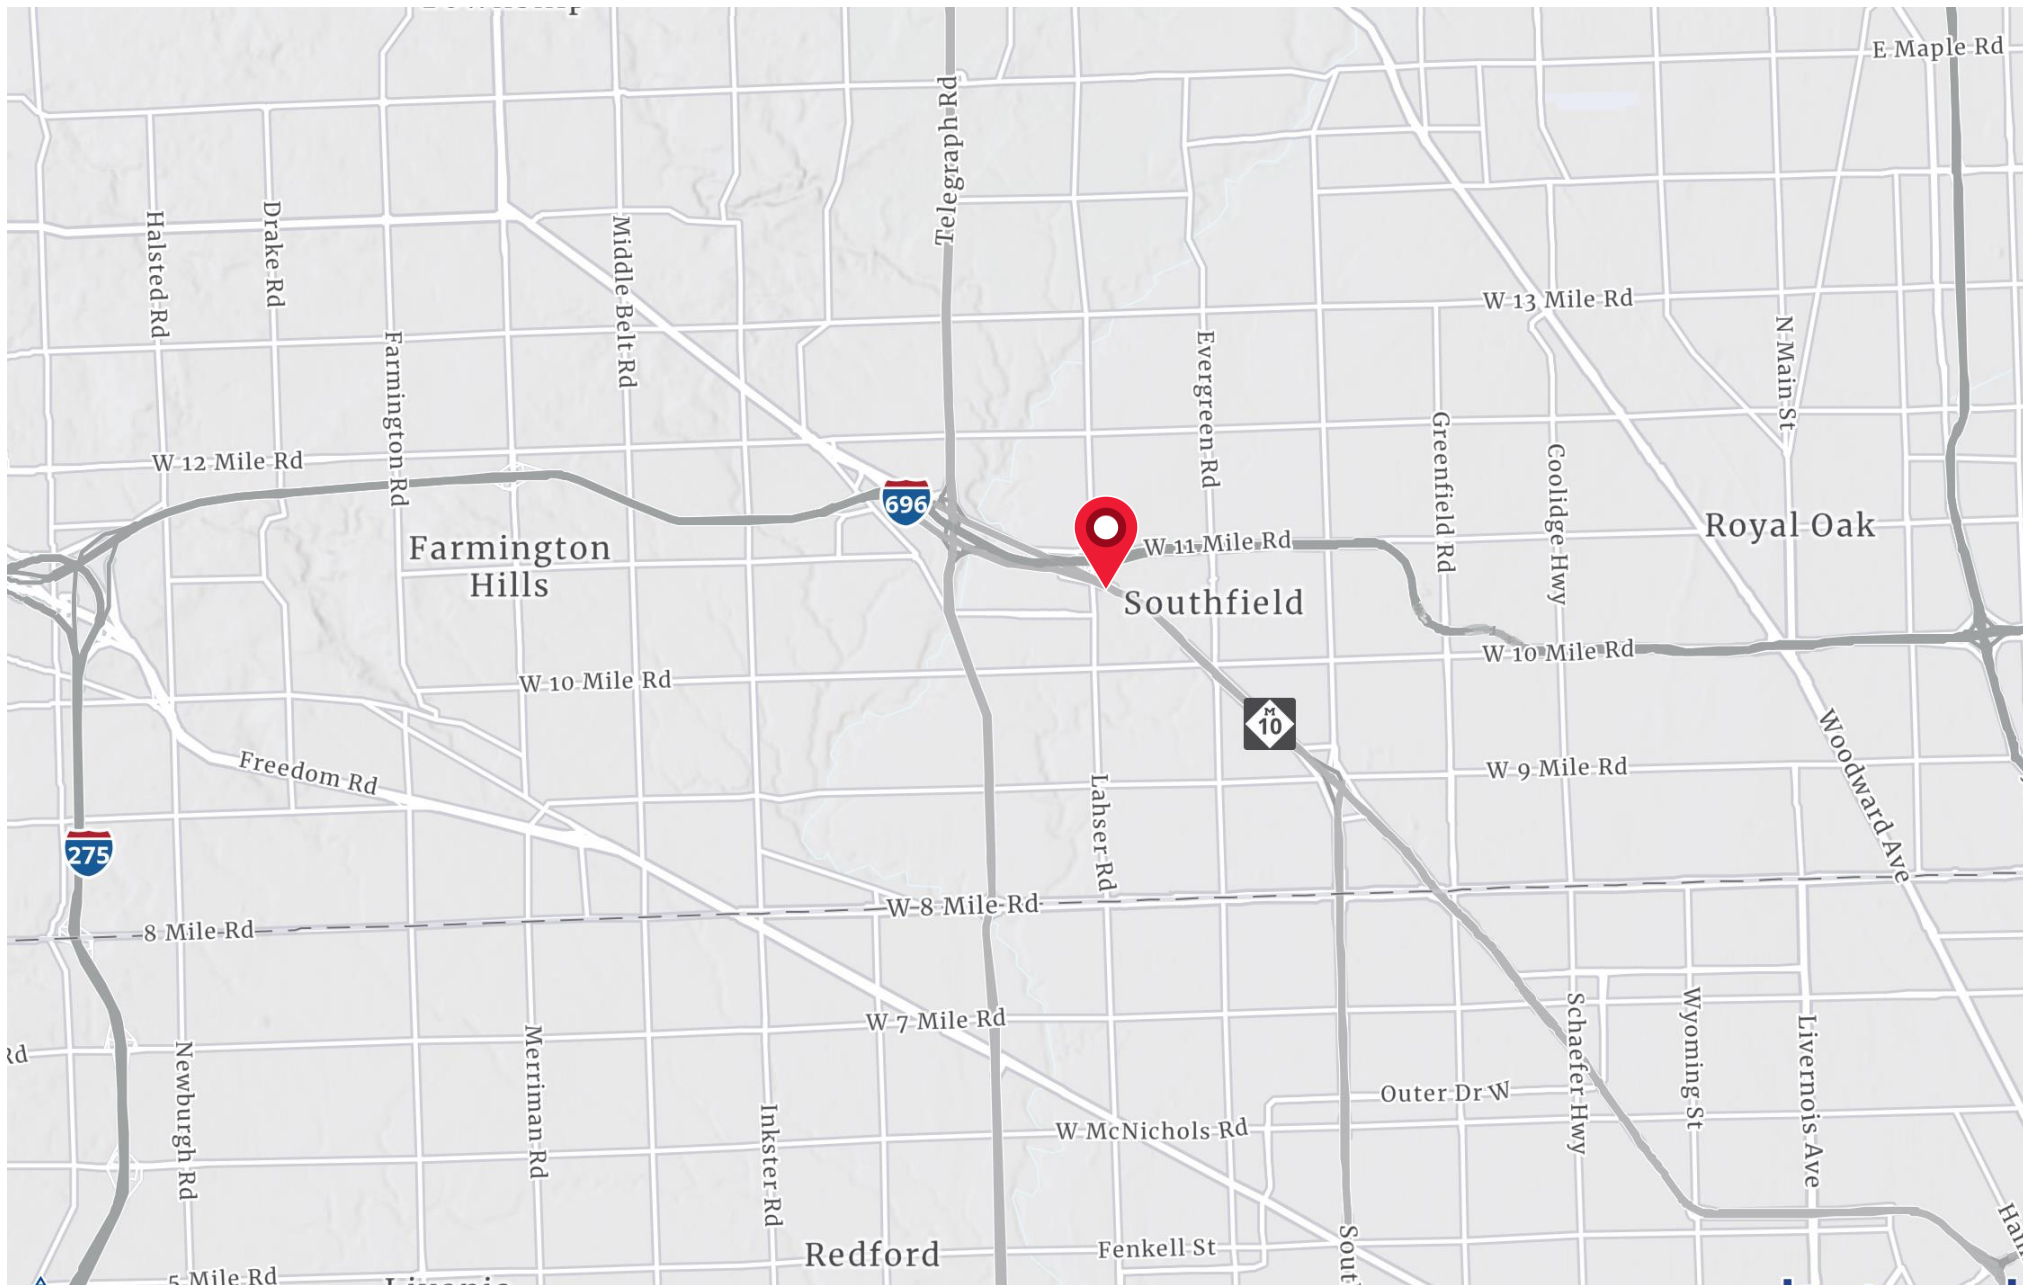 E Maple Rd
Telegraph Rd
Halsted Rd
Drake Rd
Middle Belt Rd
W 13 Mile Rd
N Main St
Farmington Rd
Evergreen Rd
Greenfield Rd
Coolidge Hwy
W 12 Mile Rd
696
Royal Oak
W 11 Mile Rd
Farmington
Hills
Southfield
W 10 Mile Rd
W 10 Mile Rd
M
10
Woodward Ave
Freedom Rd
W 9 Mile Rd
Lahser Rd
275
W 8 Mile Rd
8 Mile Rd
W 7 Mile Rd
Schaefer Hwy
Wyoming St
Livernois Ave
Rd
Newburgh Rd
Merriman Rd
Inkster Rd
Outer Dr W
W McNichols Rd
Redford
Fenkell St
5 Mile Rd